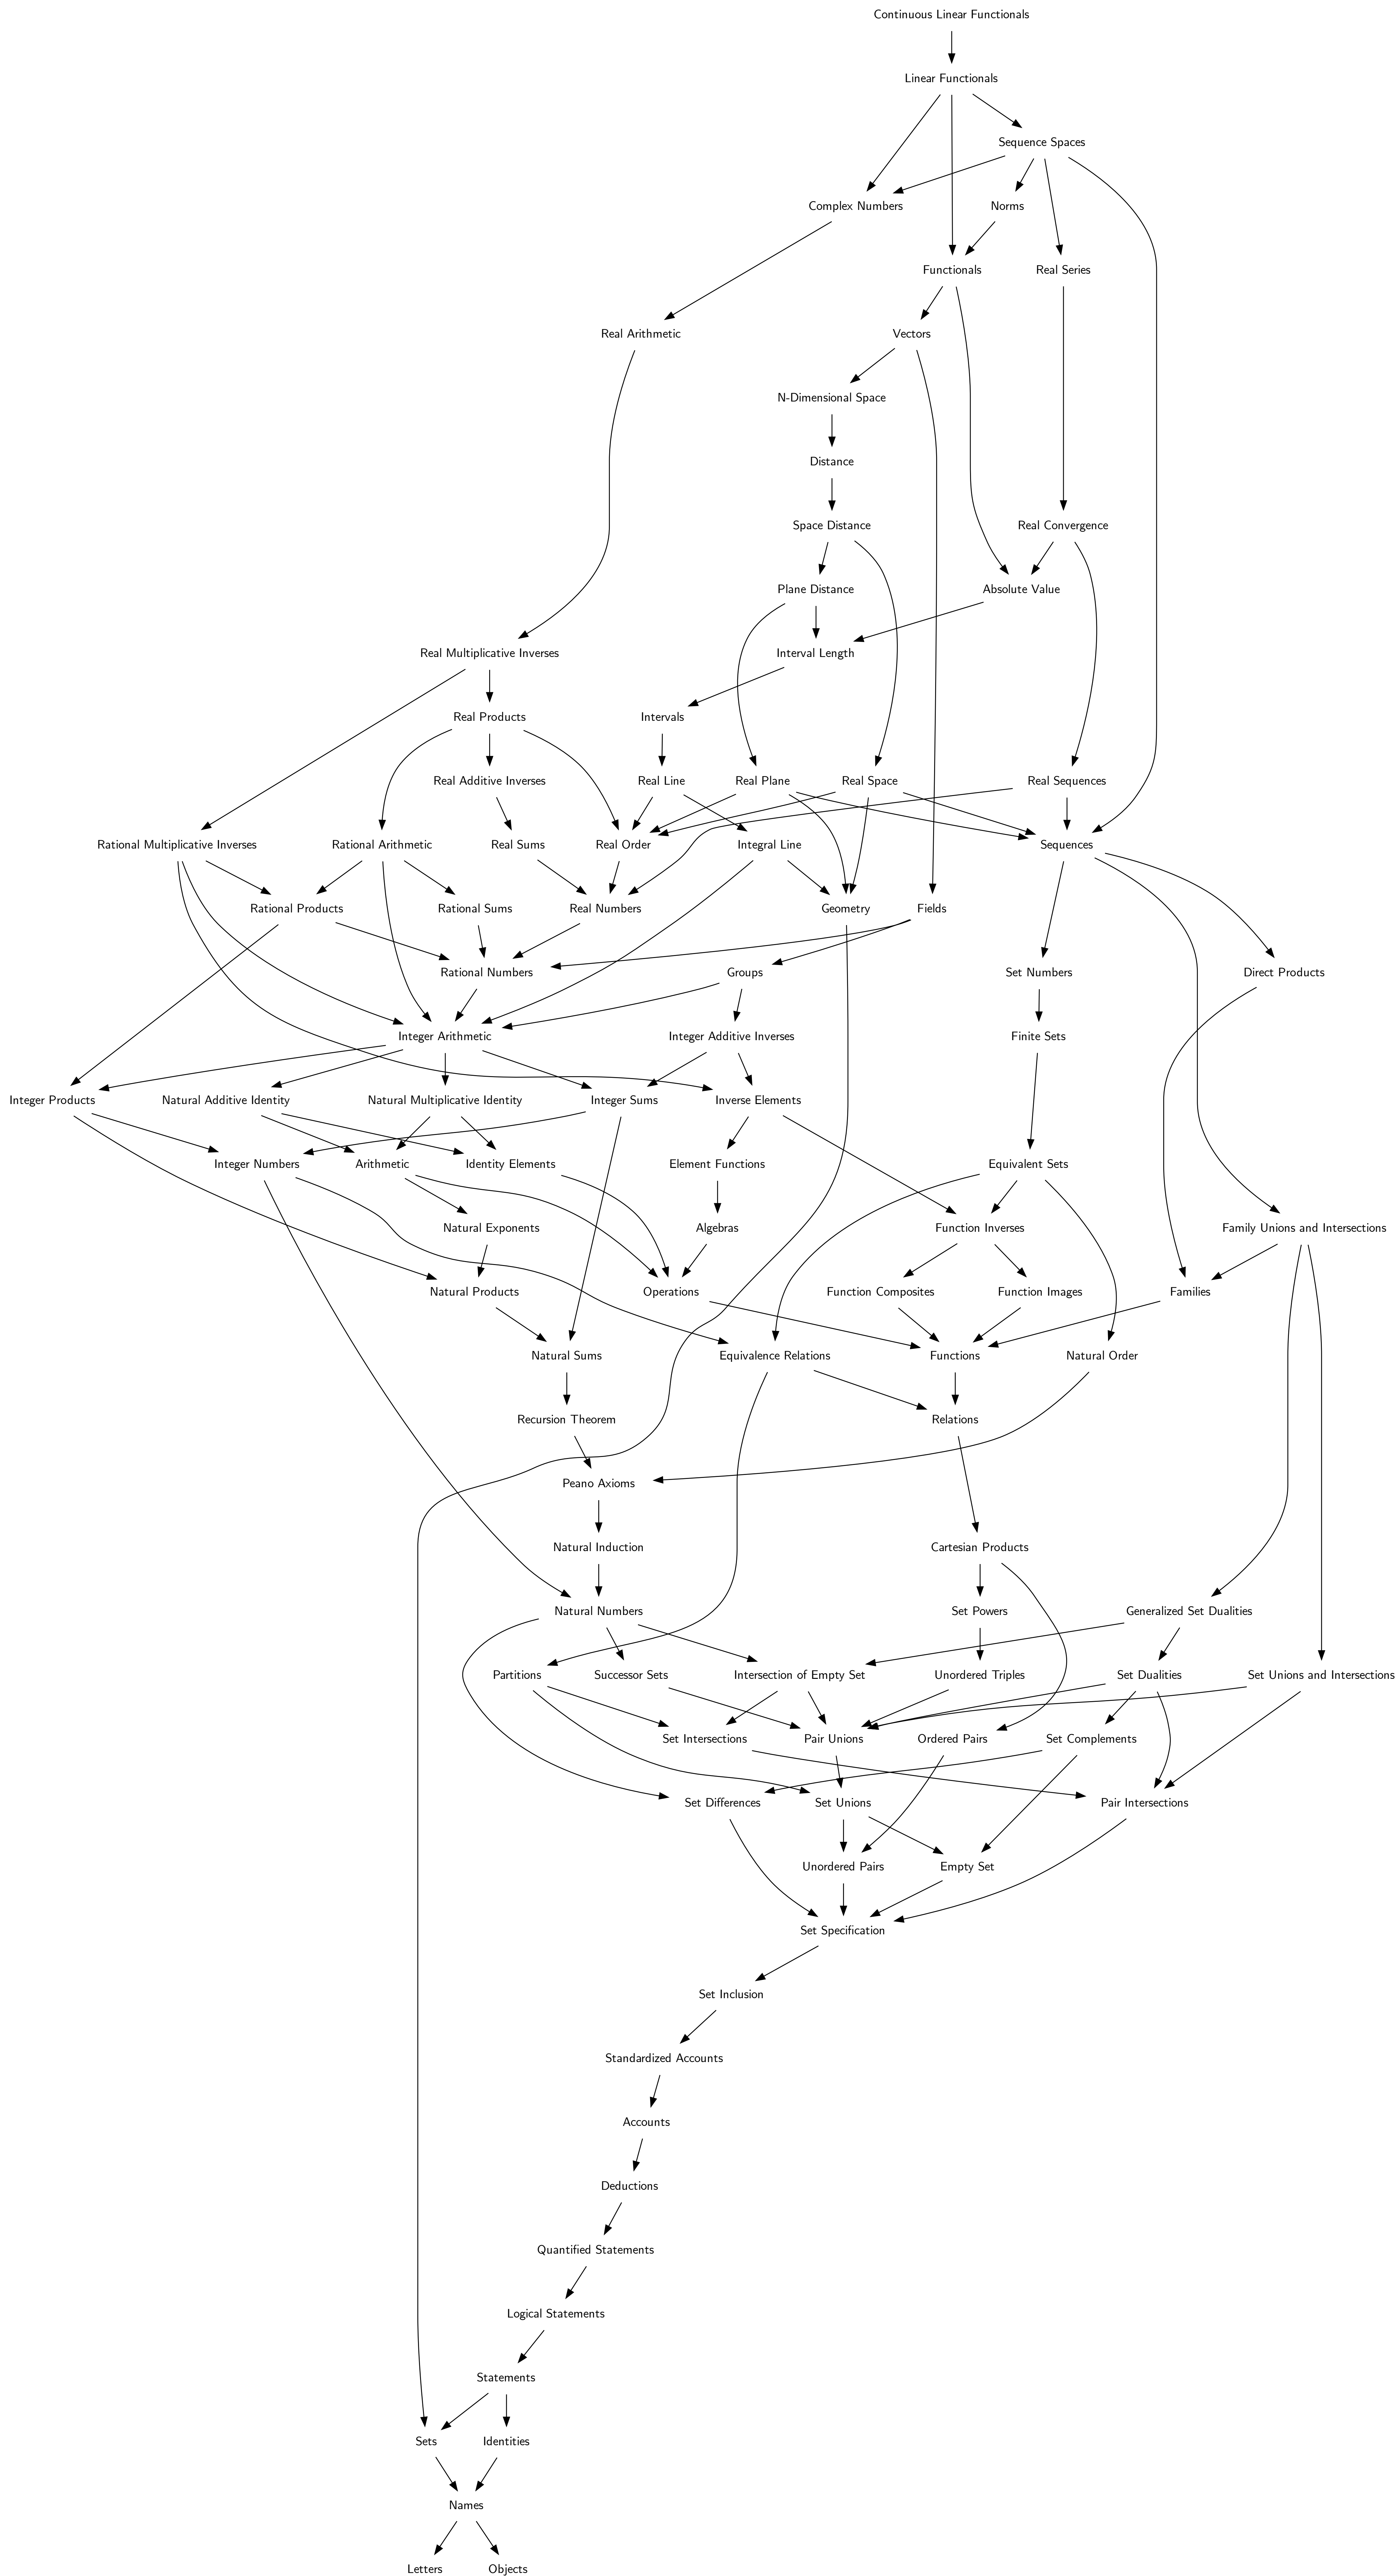 Continuous Linear Functionals
Linear Functionals
Sequence Spaces
Complex Numbers
Norms
Functionals
Real Series
Real Arithmetic
Vectors
N-Dimensional Space
Distance
Space Distance
Real Convergence
Plane Distance
Absolute Value
Real Multiplicative Inverses
Interval Length
Real Products
Intervals
Real Additive Inverses
Real Line
Real Plane
Real Space
Real Sequences
Rational Multiplicative Inverses
Rational Arithmetic
Real Sums
Real Order
Integral Line
Sequences
Rational Products
Rational Sums
Real Numbers
Geometry
Fields
Rational Numbers
Groups
Set Numbers
Direct Products
Integer Arithmetic
Integer Additive Inverses
Finite Sets
Integer Products
Natural Additive Identity
Natural Multiplicative Identity
Integer Sums
Inverse Elements
Integer Numbers
Arithmetic
Identity Elements
Element Functions
Equivalent Sets
Natural Exponents
Algebras
Function Inverses
Family Unions and Intersections
Natural Products
Operations
Function Composites
Function Images
Families
Natural Sums
Equivalence Relations
Functions
Natural Order
Recursion Theorem
Relations
Peano Axioms
Natural Induction
Cartesian Products
Natural Numbers
Set Powers
Generalized Set Dualities
Partitions
Successor Sets
Intersection of Empty Set
Unordered Triples
Set Dualities
Set Unions and Intersections
Set Intersections
Pair Unions
Ordered Pairs
Set Complements
Set Differences
Set Unions
Pair Intersections
Unordered Pairs
Empty Set
Set Specification
Set Inclusion
Standardized Accounts
Accounts
Deductions
Quantified Statements
Logical Statements
Statements
Sets
Identities
Names
Letters
Objects